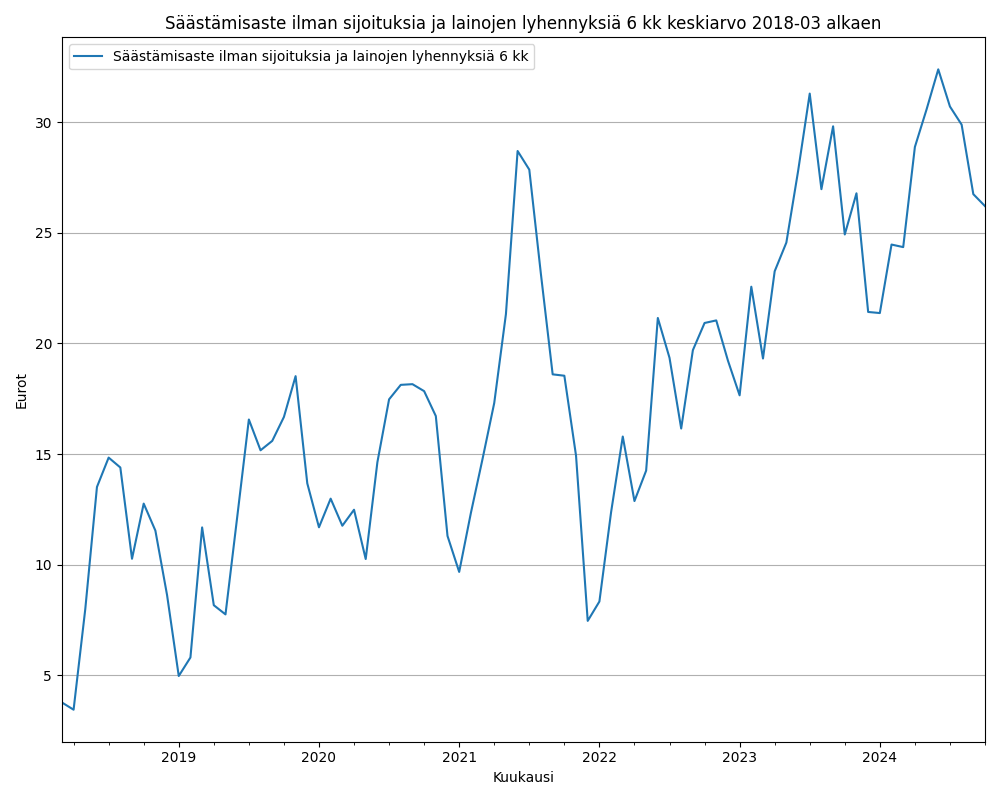 Säästämisaste ilman sijoituksia ja lainojen lyhennyksiä 6 kk keskiarvo 2018-03 alkaen
Säästämisaste ilman sijoituksia ja lainojen lyhennyksiä 6 kk
30
25
20
15
10
5
Eurot
2019 2020 2021 2022 2023 2024
Kuukausi